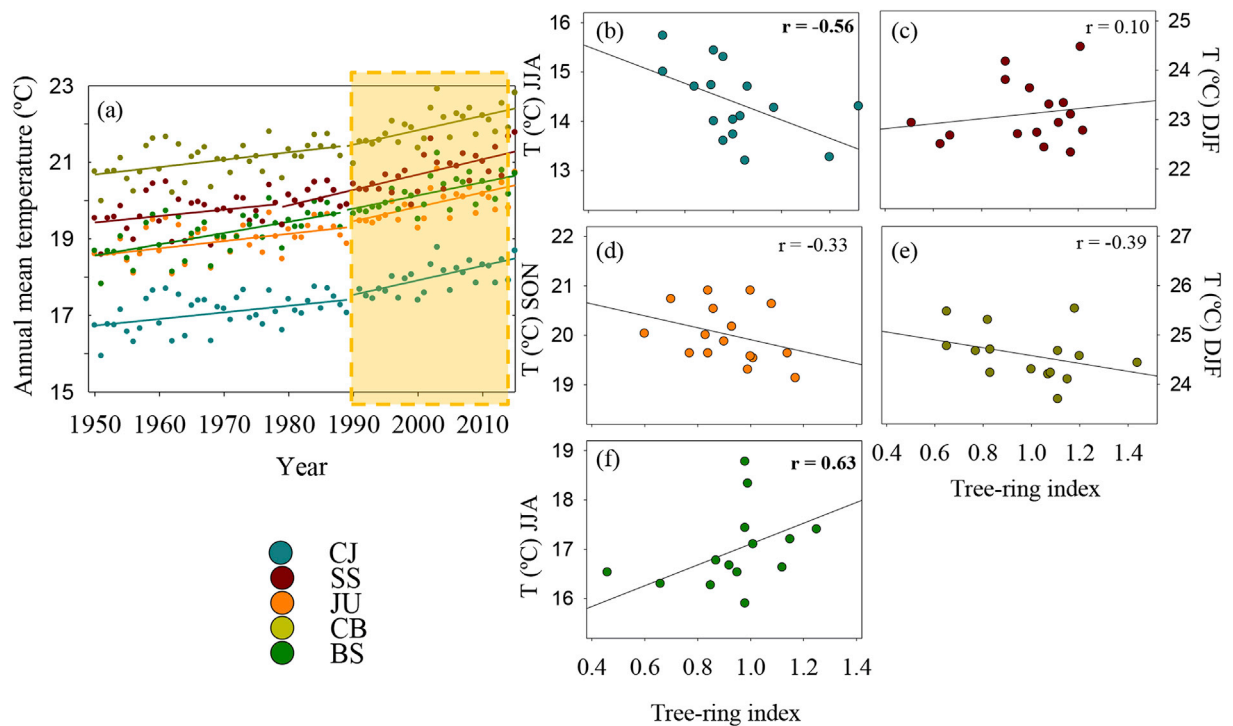 (a)
Annual mean temperature (ºC)
23
21
19
17
15
1950 1960 1970 1980 1990 2000 2010
Year
CJ
SS
JU
CB
BS
(b)
r = -0.56
T (ºC) JJA
16
15
14
13
(c)
r = 0.10
T (ºC) DJF
25
24
23
22
(d)
r = -0.33
T (ºC) SON
22
21
20
19
(e)
r = -0.39
T (ºC) DJF
27
26
25
24
0.4 0.6 0.8 1.0 1.2 1.4
Tree-ring index
(f)
r = 0.63
T (ºC) JJA
19
18
17
16
0.4 0.6 0.8 1.0 1.2 1.4
Tree-ring index